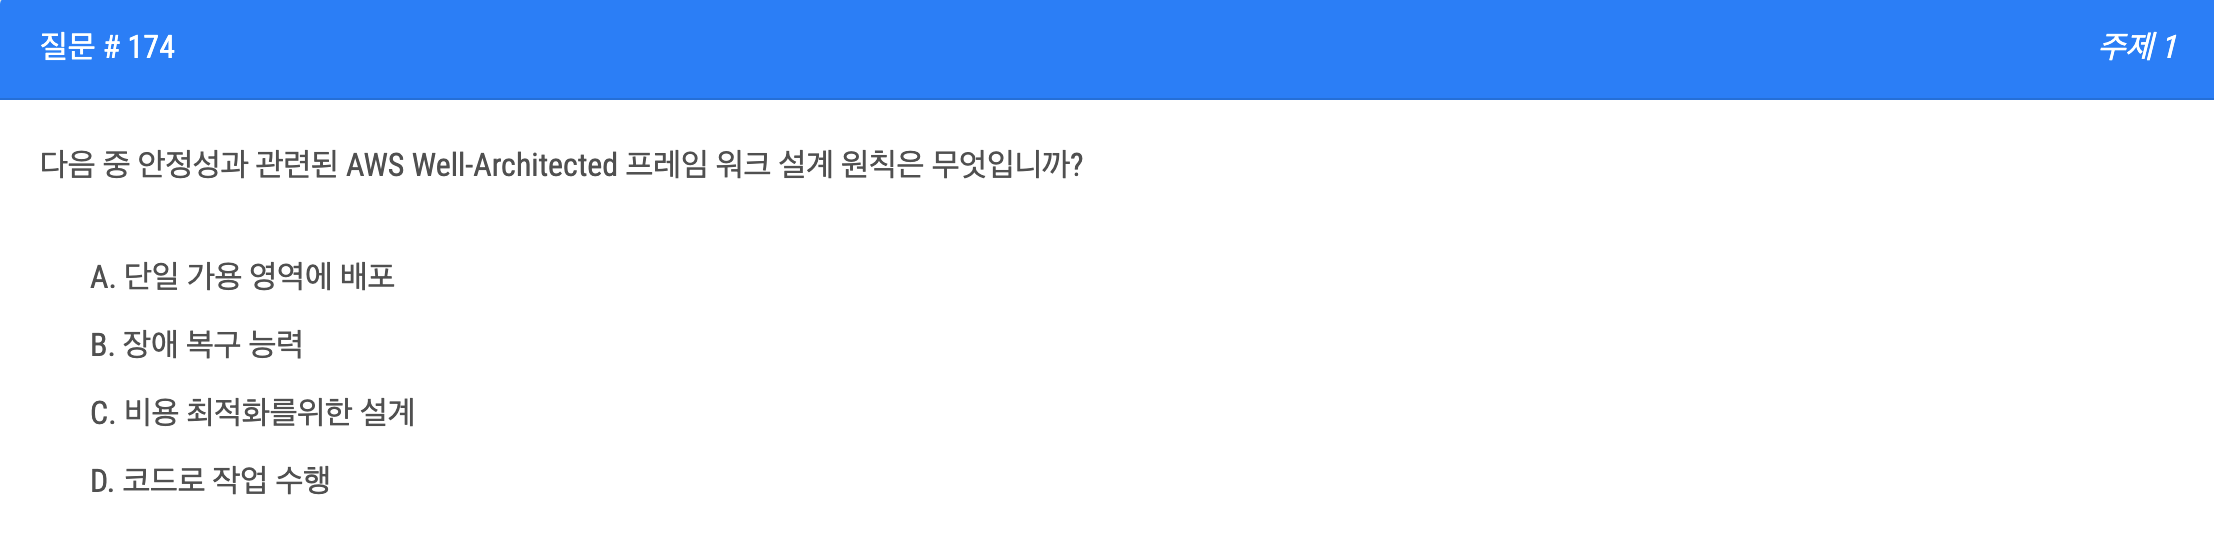 질문 # 174
주제 1
다음 중 안정성과 관련된 AWS Well-Architected 프레임 워크 설계 원칙은 무엇입니까?
A. 단일 가용 영역에 배포
B. 장애 복구 능력
C. 비용 최적화를위한 설계
D. 코드로 작업 수행